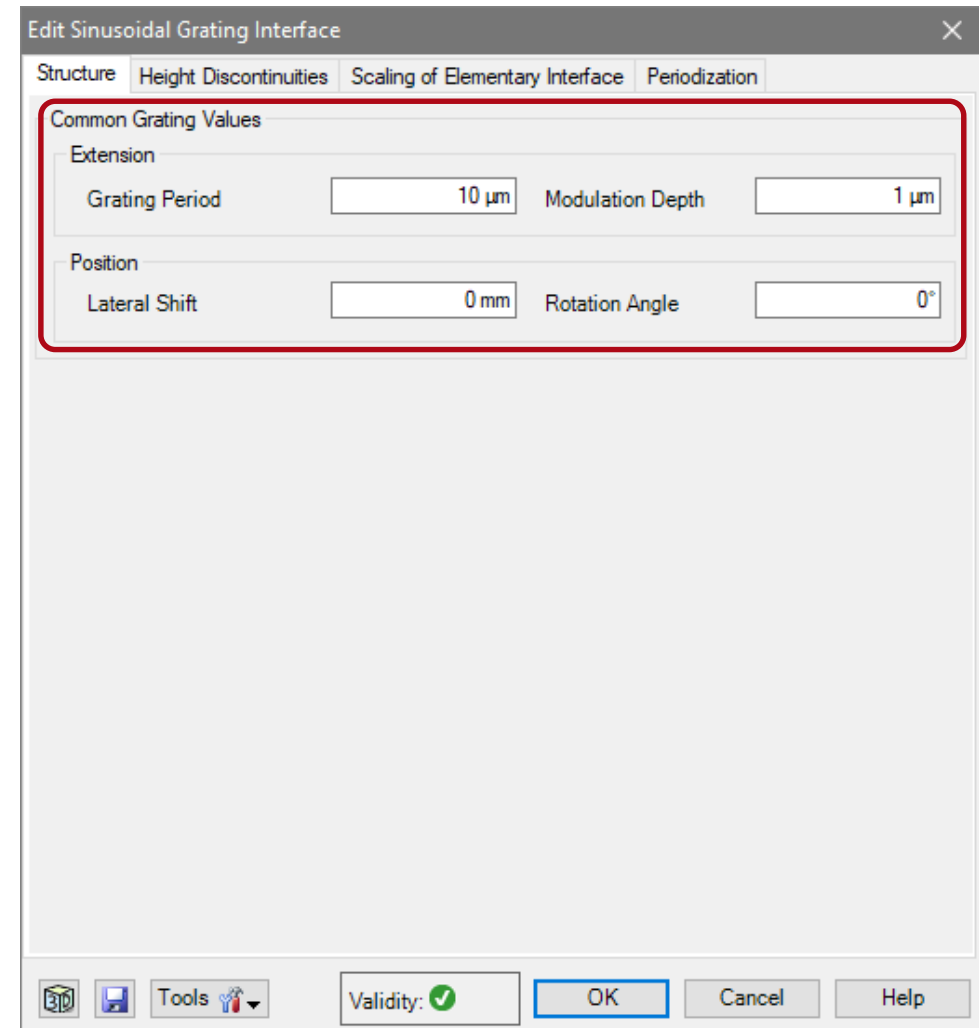 Edit Sinusoidal Grating Interface
Structure Height Discontinuities Scaling of Elementary Interface Periodization
Common Grating Values
Extension
Grating Period 10 µm Modulation Depth 1 µm
Position
Lateral Shift 0 mm Rotation Angle 0°
3D Tools Validity: OK Cancel Help